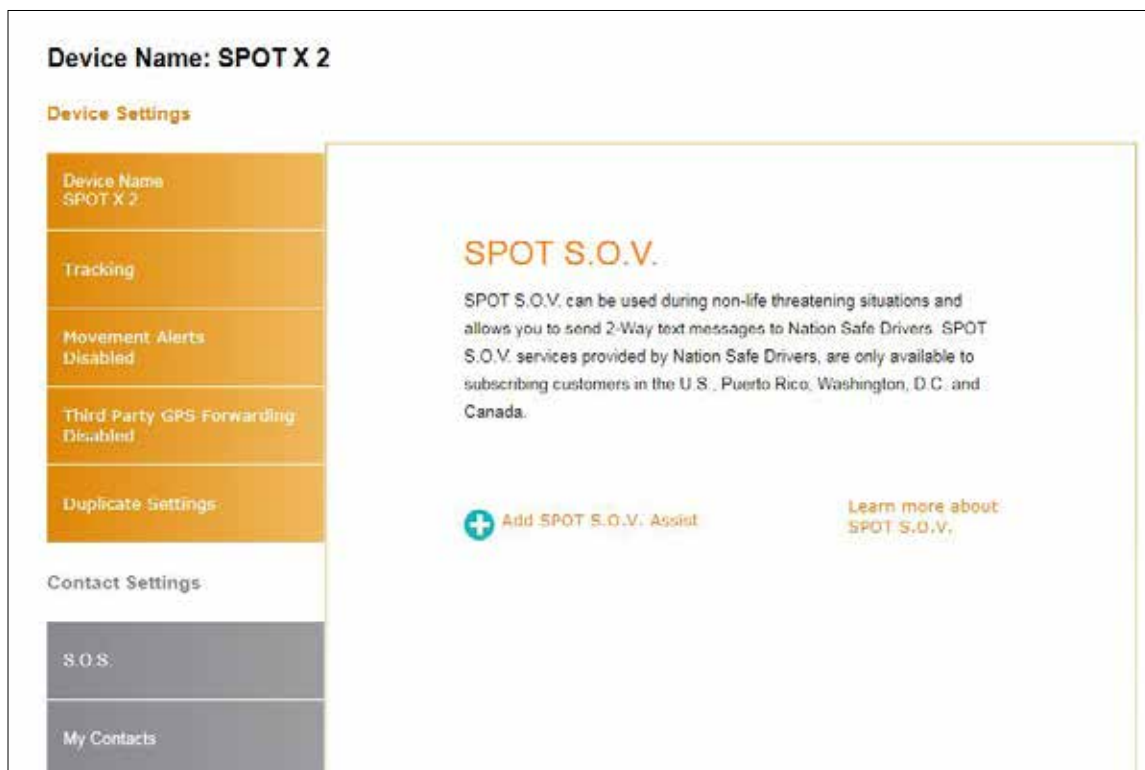 Device Name: SPOT X 2
Device Settings
Device Name
SPOT X 2
Tracking
Movement Alerts
Disabled
Third Party GPS Forwarding
Disabled
Duplicate Settings
Contact Settings
S.O.S.
My Contacts
SPOT S.O.V.
SPOT S.O.V. can be used during non-life threatening situations and
allows you to send 2-Way text messages to Nation Safe Drivers. SPOT
S.O.V. services provided by Nation Safe Drivers, are only available to
subscribing customers in the U.S., Puerto Rico, Washington, D.C. and
Canada.
Add SPOT S.O.V. Assist
Learn more about
SPOT S.O.V.